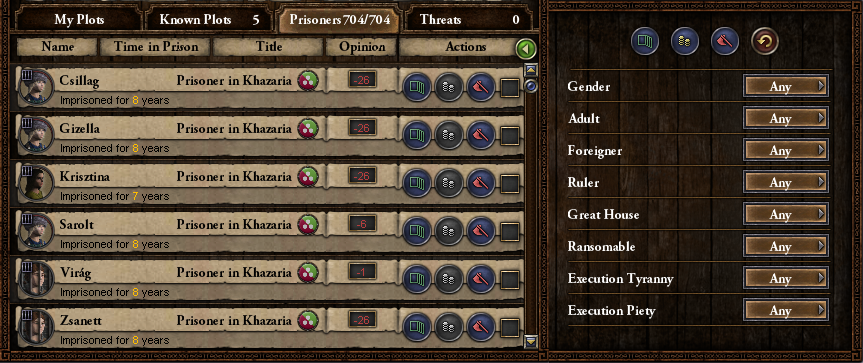 My Plots Known Plots 5 Prisoners 704/704 Threats 0
Name Time in Prison Title Opinion Actions
Csillag Prisoner in Khazaria -26
Imprisoned for 8 years
Gizella Prisoner in Khazaria -26
Imprisoned for 8 years
Krisztina Prisoner in Khazaria -26
Imprisoned for 7 years
Sarolt Prisoner in Khazaria -6
Imprisoned for 8 years
Virág Prisoner in Khazaria -1
Imprisoned for 8 years
Zsanett Prisoner in Khazaria -26
Imprisoned for 8 years
Gender Any
Adult Any
Foreigner Any
Ruler Any
Great House Any
Ransomable Any
Execution Tyranny Any
Execution Piety Any